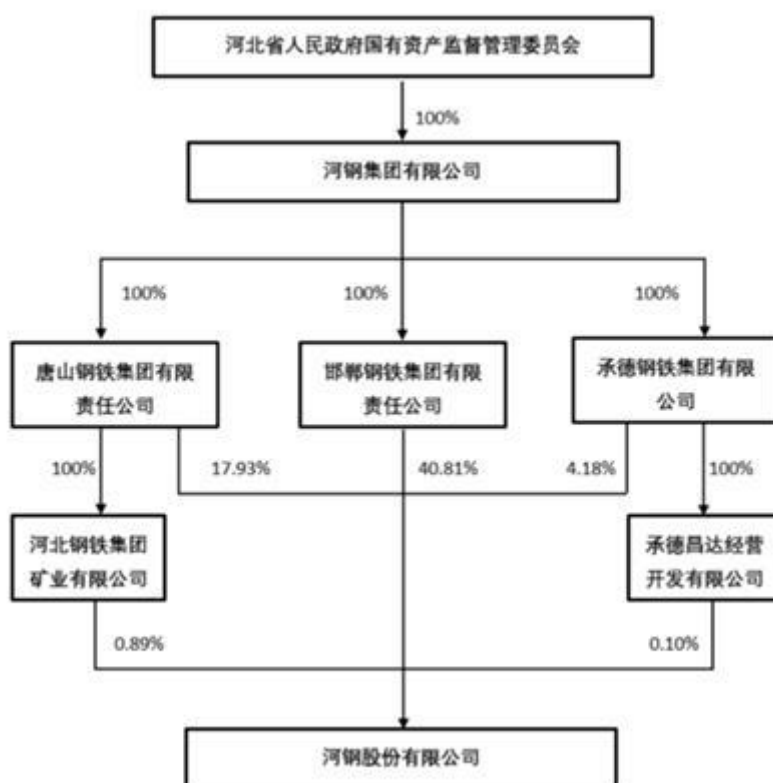 河北省人民政府国有资产监督管理委员会
100%
河钢集团有限公司
100%
100%
100%
唐山钢铁集团有限
责任公司
邯郸钢铁集团有限
责任公司
承德钢铁集团有限
公司
100%
17.93%
40.81%
4.18%
100%
河北钢铁集团
矿业有限公司
承德昌达经营
开发有限公司
0.89%
0.10%
河钢股份有限公司